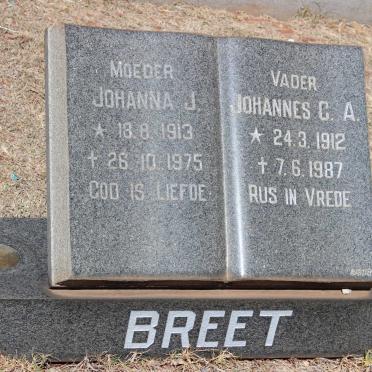 Moeder
Johanna J.
* 18.8.1913
† 26.10.1975
God is Liefde
Vader
Johannes C. A.
* 24.3.1912
† 7.6.1987
Rus in Vrede
BREET